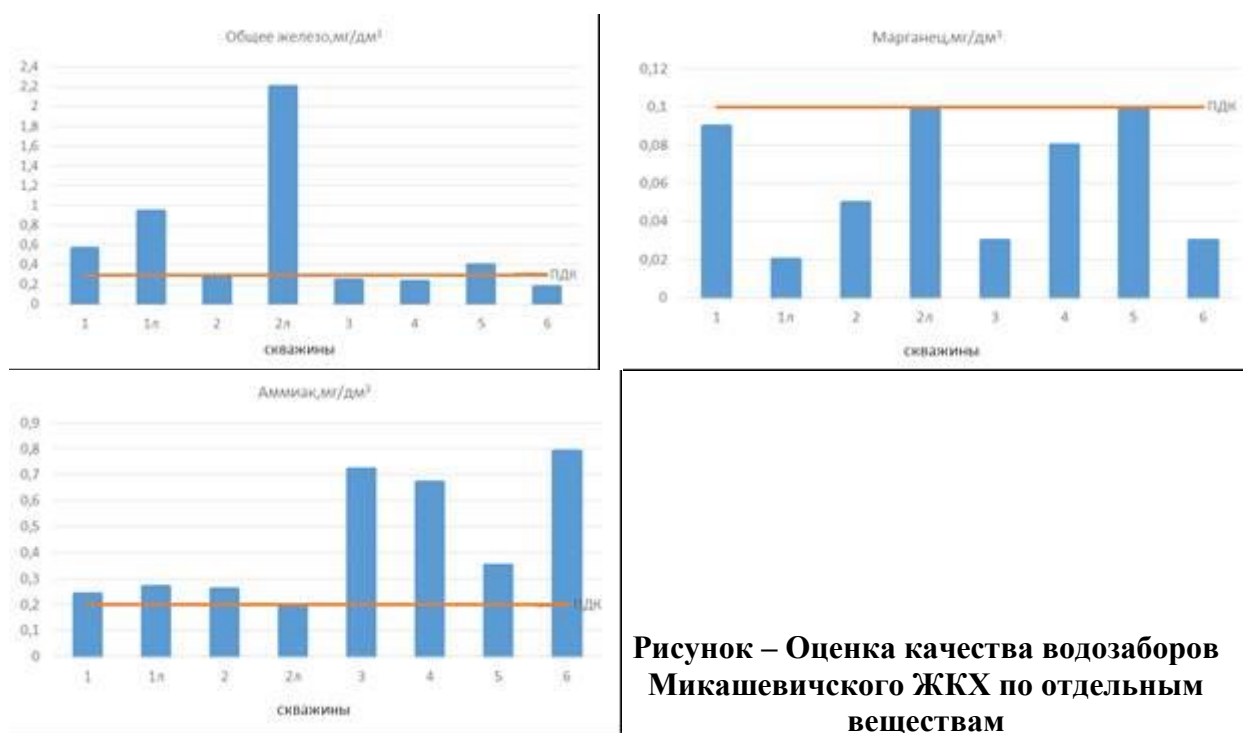 Общее железо,мг/дм³
2,4
2,2
2
1,8
1,6
1,4
1,2
1
0,8
0,6
0,4
0,2
0
ПДК
1 1л 2 2л 3 4 5 6
скважины
Марганец,мг/дм³
0,12
0,1
0,08
0,06
0,04
0,02
0
ПДК
1 1л 2 2л 3 4 5 6
скважины
Аммиак,мг/дм³
0,9
0,8
0,7
0,6
0,5
0,4
0,3
0,2
0,1
0
ПДК
1 1л 2 2л 3 4 5 6
скважины
Рисунок – Оценка качества водозаборов
Микашевичского ЖКХ по отдельным
веществам